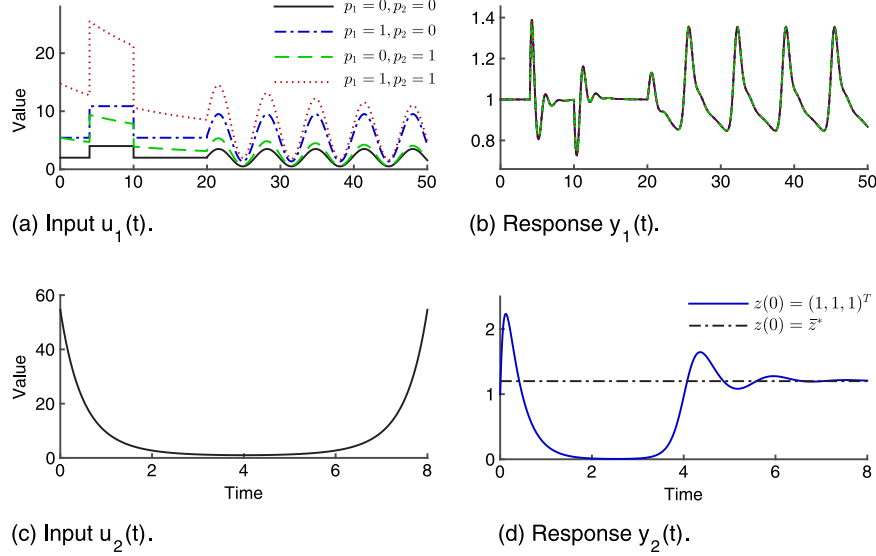 p₁ = 0, p₂ = 0
p₁ = 1, p₂ = 0
p₁ = 0, p₂ = 1
p₁ = 1, p₂ = 1
Value
20
10
0
0 10 20 30 40 50
(a) Input u₁(t).
1.4
1.2
1
0.8
0 10 20 30 40 50
(b) Response y₁(t).
60
40
20
0
Value
0 2 4 6 8
Time
(c) Input u₂(t).
z(0) = (1, 1, 1)ᵀ
z(0) = z̅*
2
1
0
0 2 4 6 8
Time
(d) Response y₂(t).